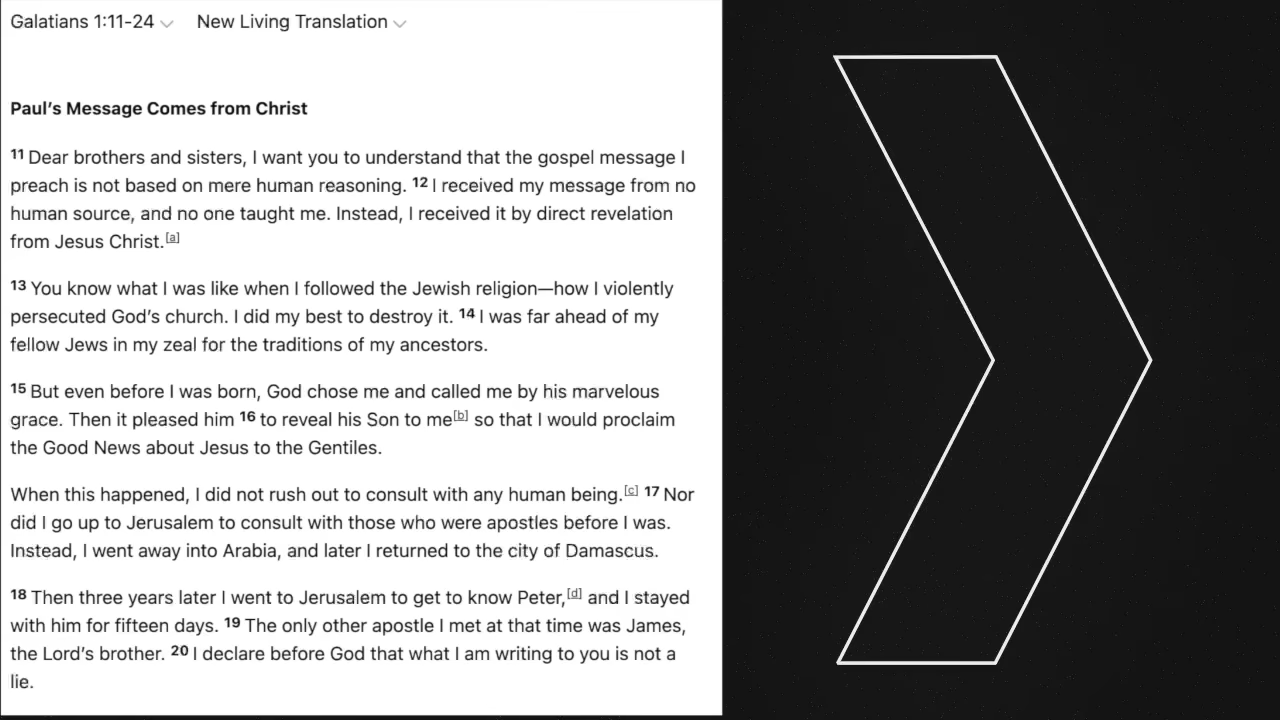 Galatians 1:11-24 New Living Translation
Paul’s Message Comes from Christ
11 Dear brothers and sisters, I want you to understand that the gospel message I
preach is not based on mere human reasoning. 12 I received my message from no
human source, and no one taught me. Instead, I received it by direct revelation
from Jesus Christ.[a]
13 You know what I was like when I followed the Jewish religion—how I violently
persecuted God’s church. I did my best to destroy it. 14 I was far ahead of my
fellow Jews in my zeal for the traditions of my ancestors.
15 But even before I was born, God chose me and called me by his marvelous
grace. Then it pleased him 16 to reveal his Son to me[b] so that I would proclaim
the Good News about Jesus to the Gentiles.
When this happened, I did not rush out to consult with any human being.[c] 17 Nor
did I go up to Jerusalem to consult with those who were apostles before I was.
Instead, I went away into Arabia, and later I returned to the city of Damascus.
18 Then three years later I went to Jerusalem to get to know Peter,[d] and I stayed
with him for fifteen days. 19 The only other apostle I met at that time was James,
the Lord’s brother. 20 I declare before God that what I am writing to you is not a
lie.